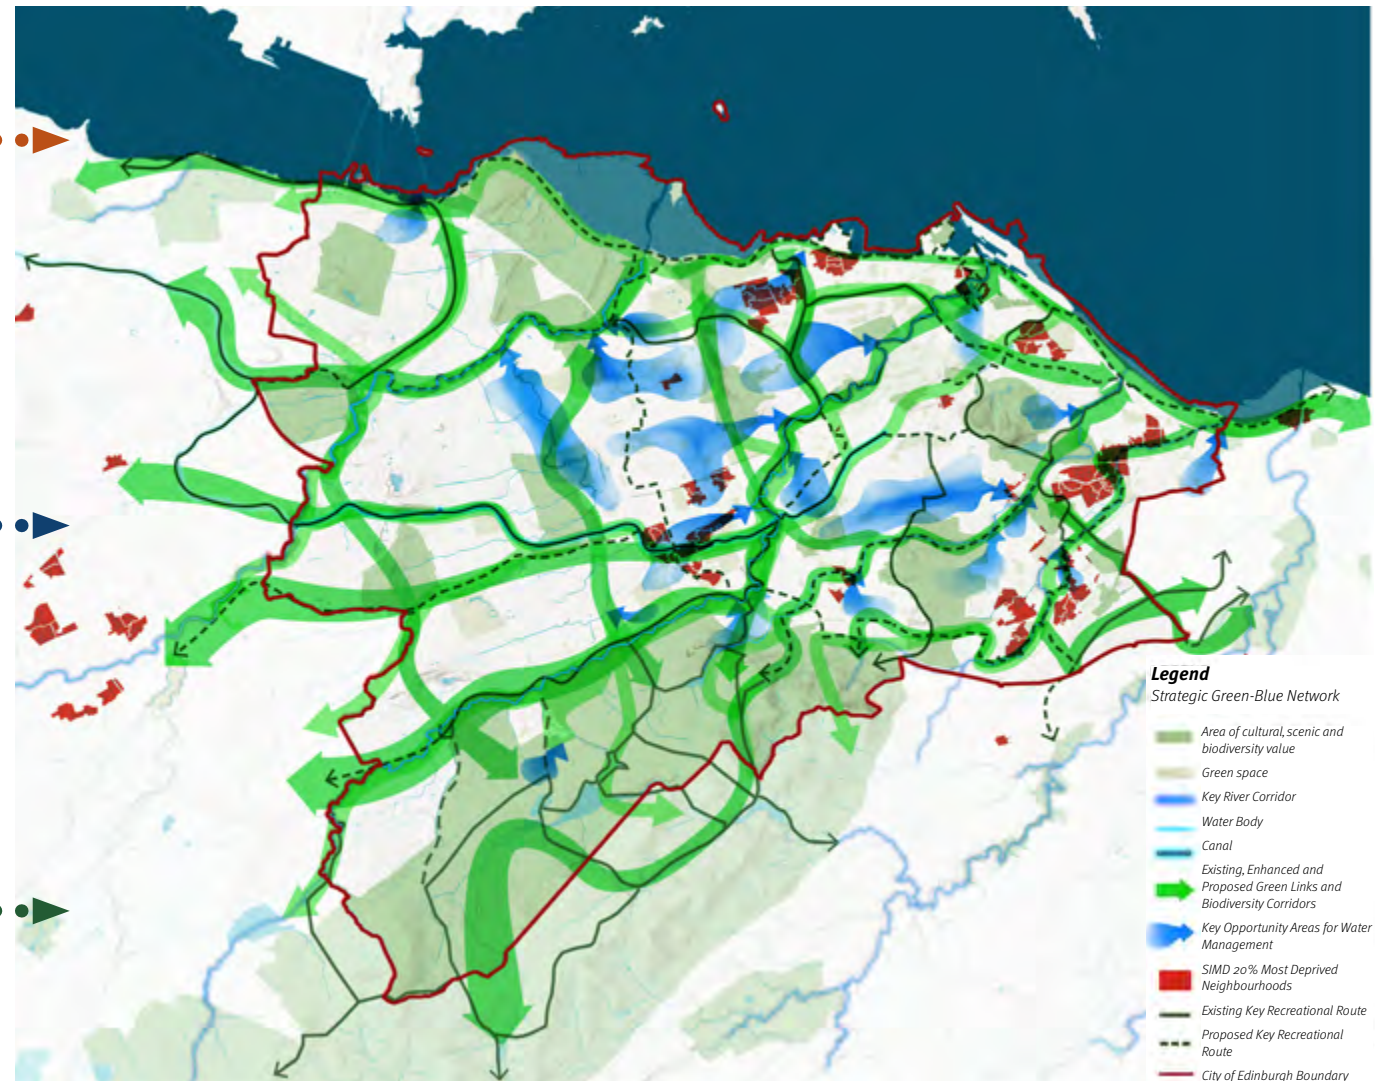 Legend
Strategic Green-Blue Network
Area of cultural, scenic and
biodiversity value
Green space
Key River Corridor
Water Body
Canal
Existing, Enhanced and
Proposed Green Links and
Biodiversity Corridors
Key Opportunity Areas for Water
Management
SIMD 20% Most Deprived
Neighbourhoods
Existing Key Recreational Route
Proposed Key Recreational
Route
City of Edinburgh Boundary